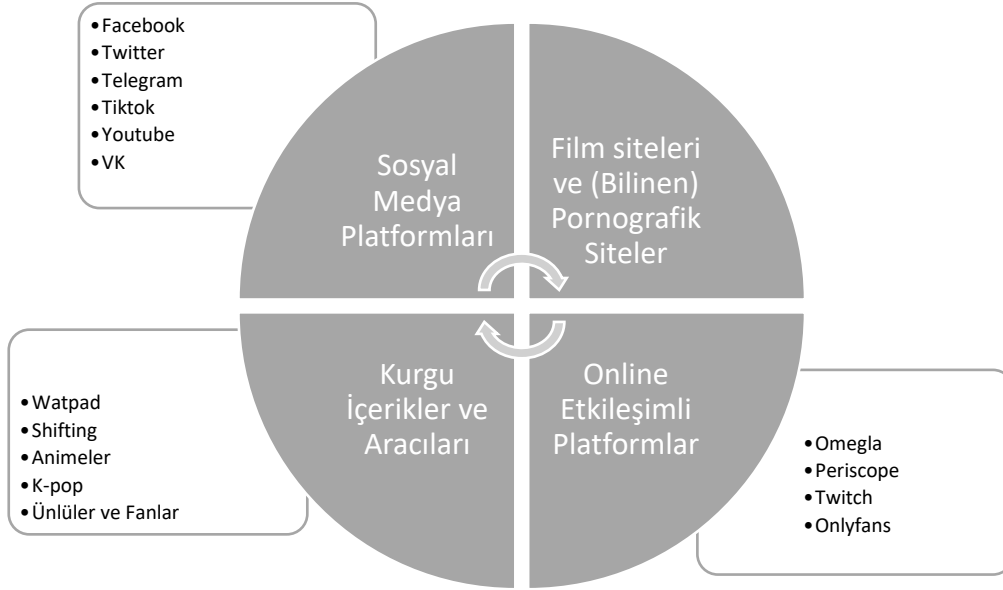 •Facebook
•Twitter
•Telegram
•Tiktok
•Youtube
•VK
Sosyal
Medya
Platformları
Film siteleri
ve (Bilinen)
Pornografik
Siteler
Kurgu
İçerikler ve
Aracıları
Online
Etkileşimli
Platformlar
•Watpad
•Shifting
•Animeler
•K-pop
•Ünlüler ve Fanlar
•Omegla
•Periscope
•Twitch
•Onlyfans